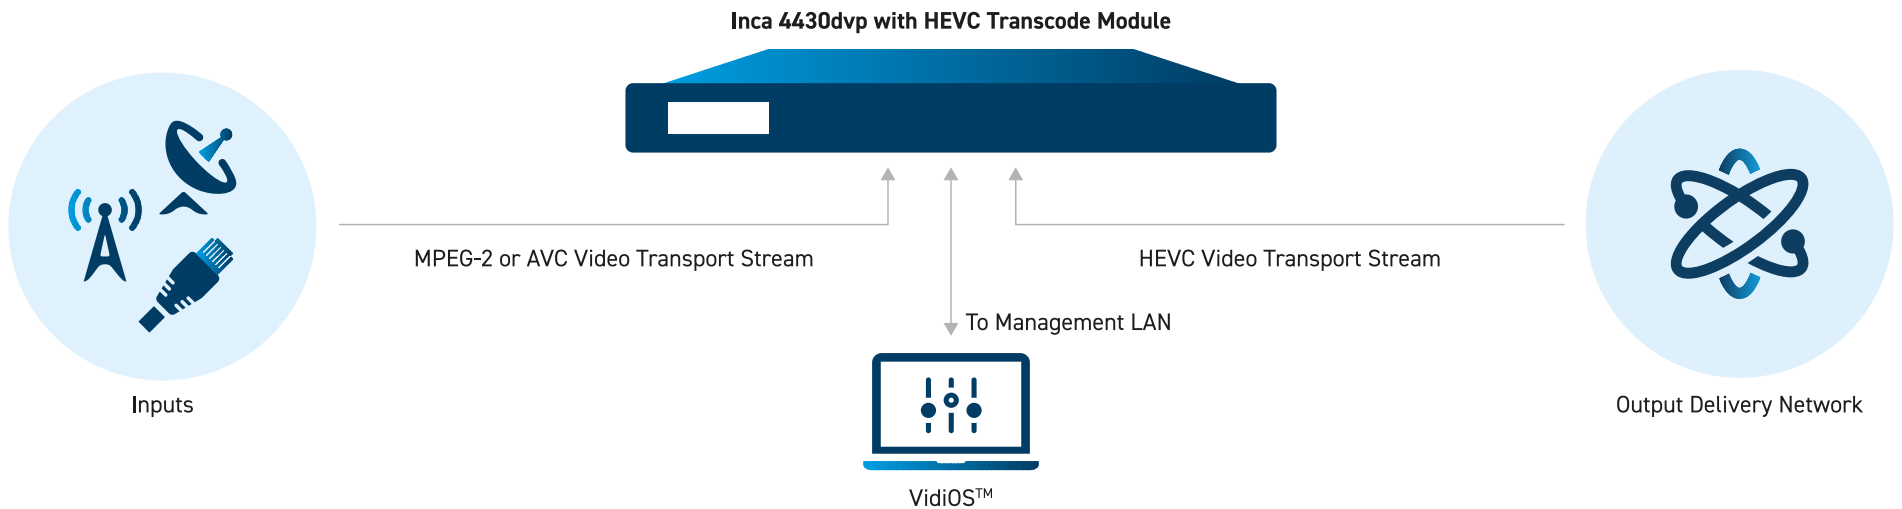 Inca 4430dvp with HEVC Transcode Module
MPEG-2 or AVC Video Transport Stream
HEVC Video Transport Stream
To Management LAN
Inputs
Output Delivery Network
VidiOS™